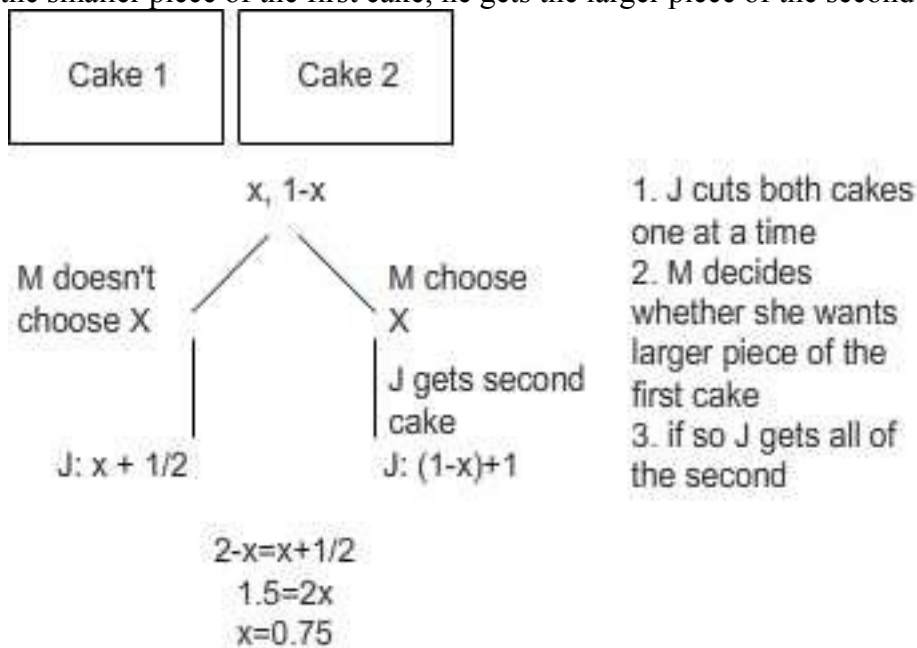 the smaller piece of the first cake, he gets the larger piece of the second
Cake 1
Cake 2
x, 1-x
M doesn't
choose X
M choose
X
J gets second
cake
J: x + 1/2
J: (1-x)+1
2-x=x+1/2
1.5=2x
x=0.75
1. J cuts both cakes
one at a time
2. M decides
whether she wants
larger piece of the
first cake
3. if so J gets all of
the second